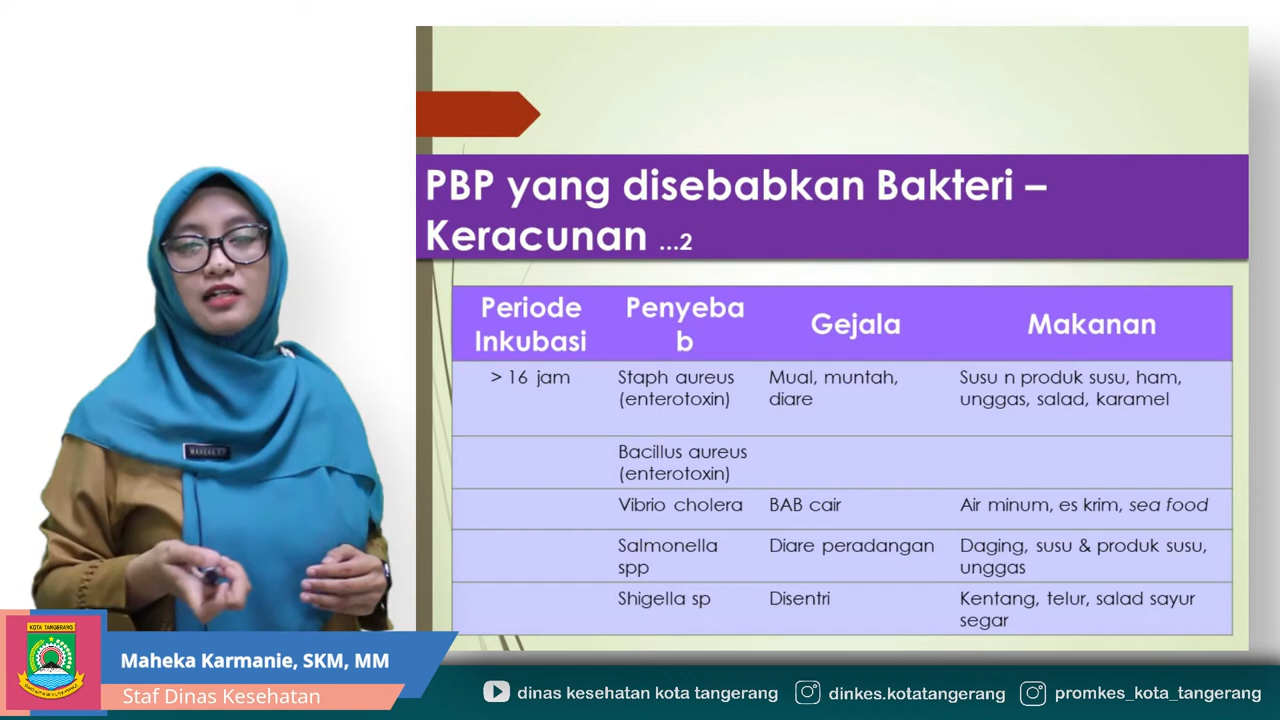 PBP yang disebabkan Bakteri –
Keracunan ...2
Periode
Inkubasi
Penyeba
b
Gejala
Makanan
> 16 jam
Staph aureus
(enterotoxin)
Mual, muntah,
diare
Susu n produk susu, ham,
unggas, salad, karamel
Bacillus aureus
(enterotoxin)
Vibrio cholera
BAB cair
Air minum, es krim, sea food
Salmonella
spp
Diare peradangan
Daging, susu & produk susu,
unggas
Shigella sp
Disentri
Kentang, telur, salad sayur
segar
KOTA TANGERANG
Maheka Karmanie, SKM, MM
Staf Dinas Kesehatan
dinas kesehatan kota tangerang
dinkes.kotatangerang
promkes_kota_tangerang